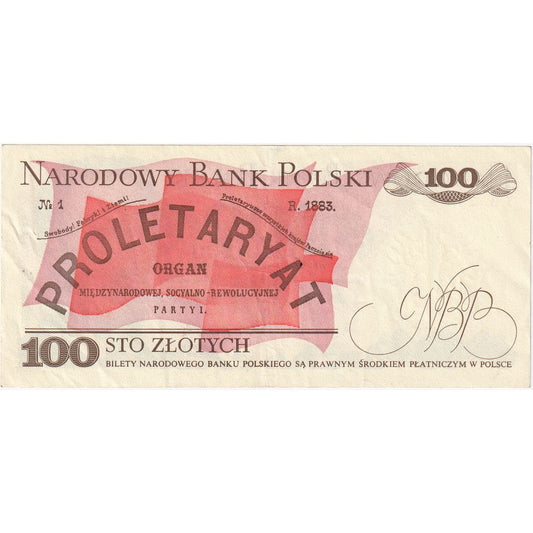 NARODOWY BANK POLSKI
100
№ 1
R. 1883.
Swobody! Fabryki i Ziemi!
Proletaryusze wszystkich krajów łączcie się
PROLETARYAT
ORGAN
MIĘDZYNARODOWEJ, SOCYALNO-REWOLUCYJNEJ
PARTYI.
NBP
100 STO ZŁOTYCH
BILETY NARODOWEGO BANKU POLSKIEGO SĄ PRAWNYM ŚRODKIEM PŁATNICZYM W POLSCE